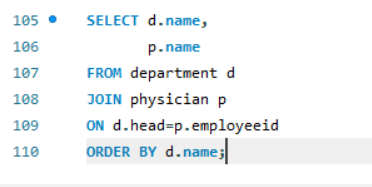 105 SELECT d.name,
106 p.name
107 FROM department d
108 JOIN physician p
109 ON d.head=p.employeeid
110 ORDER BY d.name;